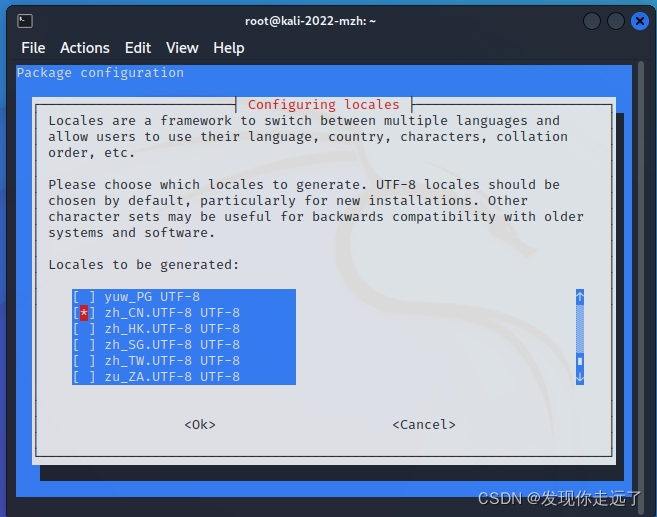 root@kali-2022-mzh: ~
File Actions Edit View Help
Package configuration
Configuring locales
Locales are a framework to switch between multiple languages and
allow users to use their language, country, characters, collation
order, etc.
Please choose which locales to generate. UTF-8 locales should be
chosen by default, particularly for new installations. Other
character sets may be useful for backwards compatibility with older
systems and software.
Locales to be generated:
[ ] yuw_PG UTF-8
[*] zh_CN.UTF-8 UTF-8
[ ] zh_HK.UTF-8 UTF-8
[ ] zh_SG.UTF-8 UTF-8
[ ] zh_TW.UTF-8 UTF-8
[ ] zu_ZA.UTF-8 UTF-8
<Ok> <Cancel>
CSDN @发现你走远了